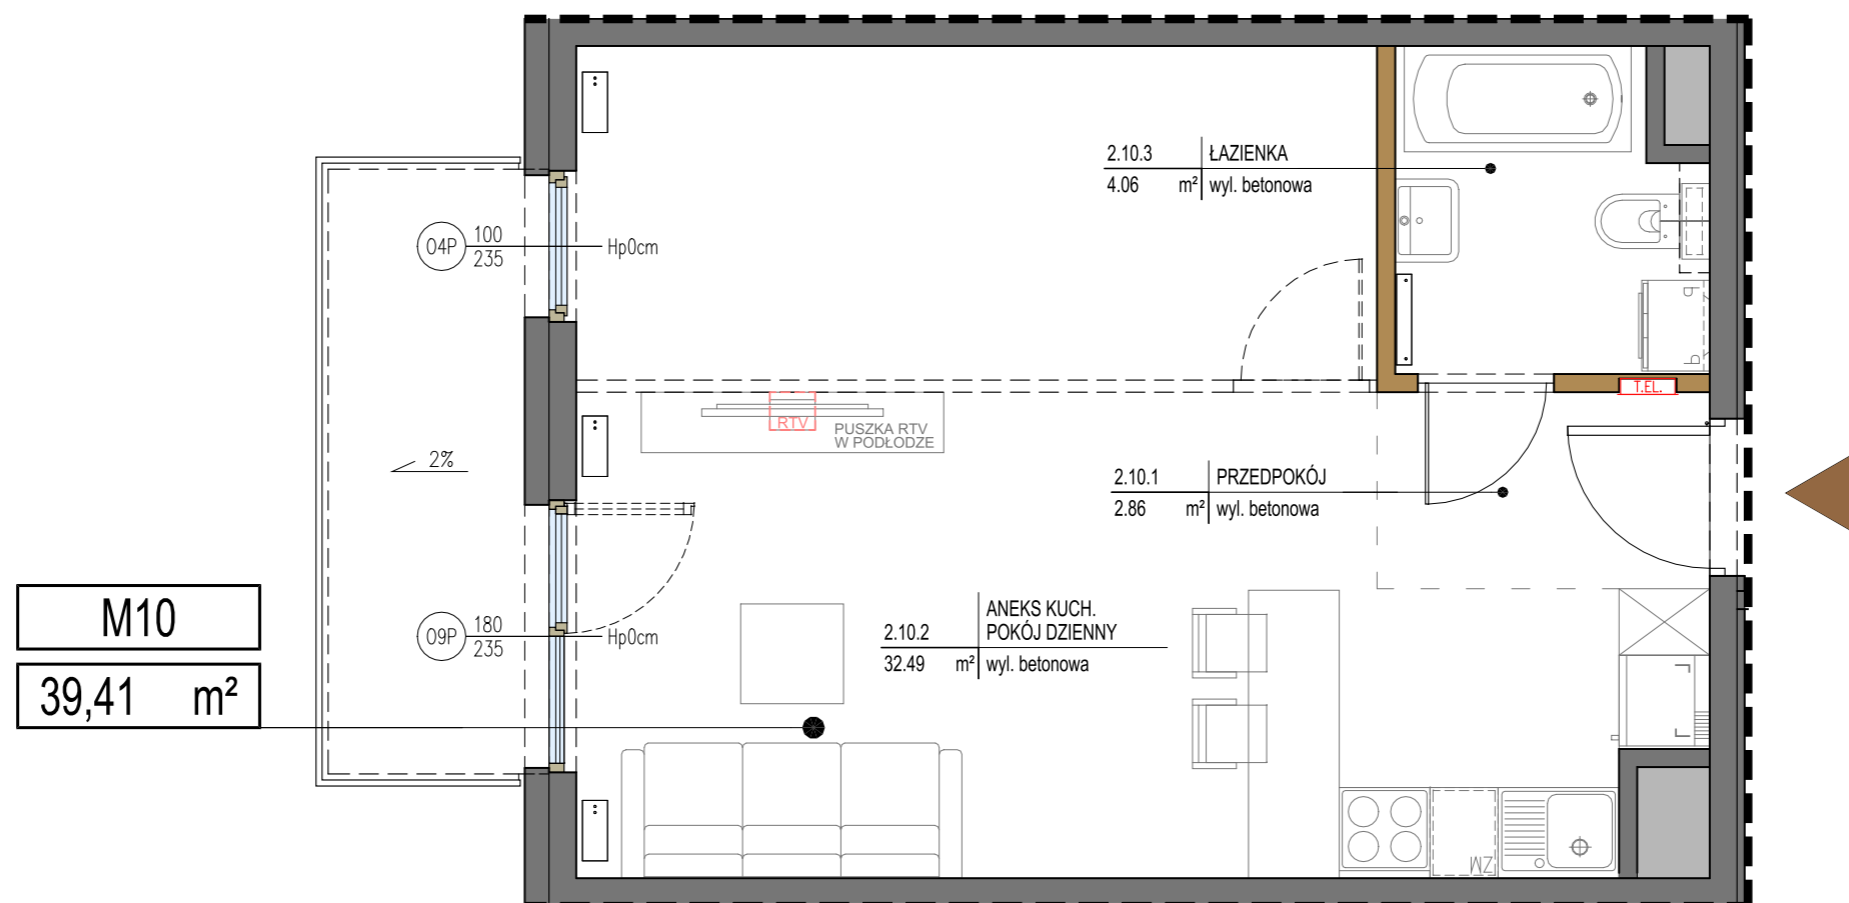 2.10.3 ŁAZIENKA
4.06 m² wyl. betonowa
04P 100
235
Hp0cm
T.EL.
RTV
PUSZKA RTV
W PODŁODZE
2%
2.10.1 PRZEDPOKÓJ
2.86 m² wyl. betonowa
M10
39,41 m²
09P 180
235
Hp0cm
ANEKS KUCH.
2.10.2 POKÓJ DZIENNY
32.49 m² wyl. betonowa
ZM